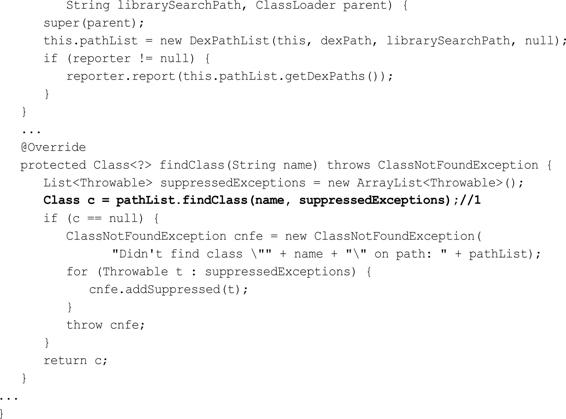 String librarySearchPath, ClassLoader parent) {
super(parent);
this.pathList = new DexPathList(this, dexPath, librarySearchPath, null);
if (reporter != null) {
reporter.report(this.pathList.getDexPaths());
}
}
...
@Override
protected Class<?> findClass(String name) throws ClassNotFoundException {
List<Throwable> suppressedExceptions = new ArrayList<Throwable>();
Class c = pathList.findClass(name, suppressedExceptions);//1
if (c == null) {
ClassNotFoundException cnfe = new ClassNotFoundException(
"Didn't find class \"" + name + "\" on path: " + pathList);
for (Throwable t : suppressedExceptions) {
cnfe.addSuppressed(t);
}
throw cnfe;
}
return c;
}
...
}